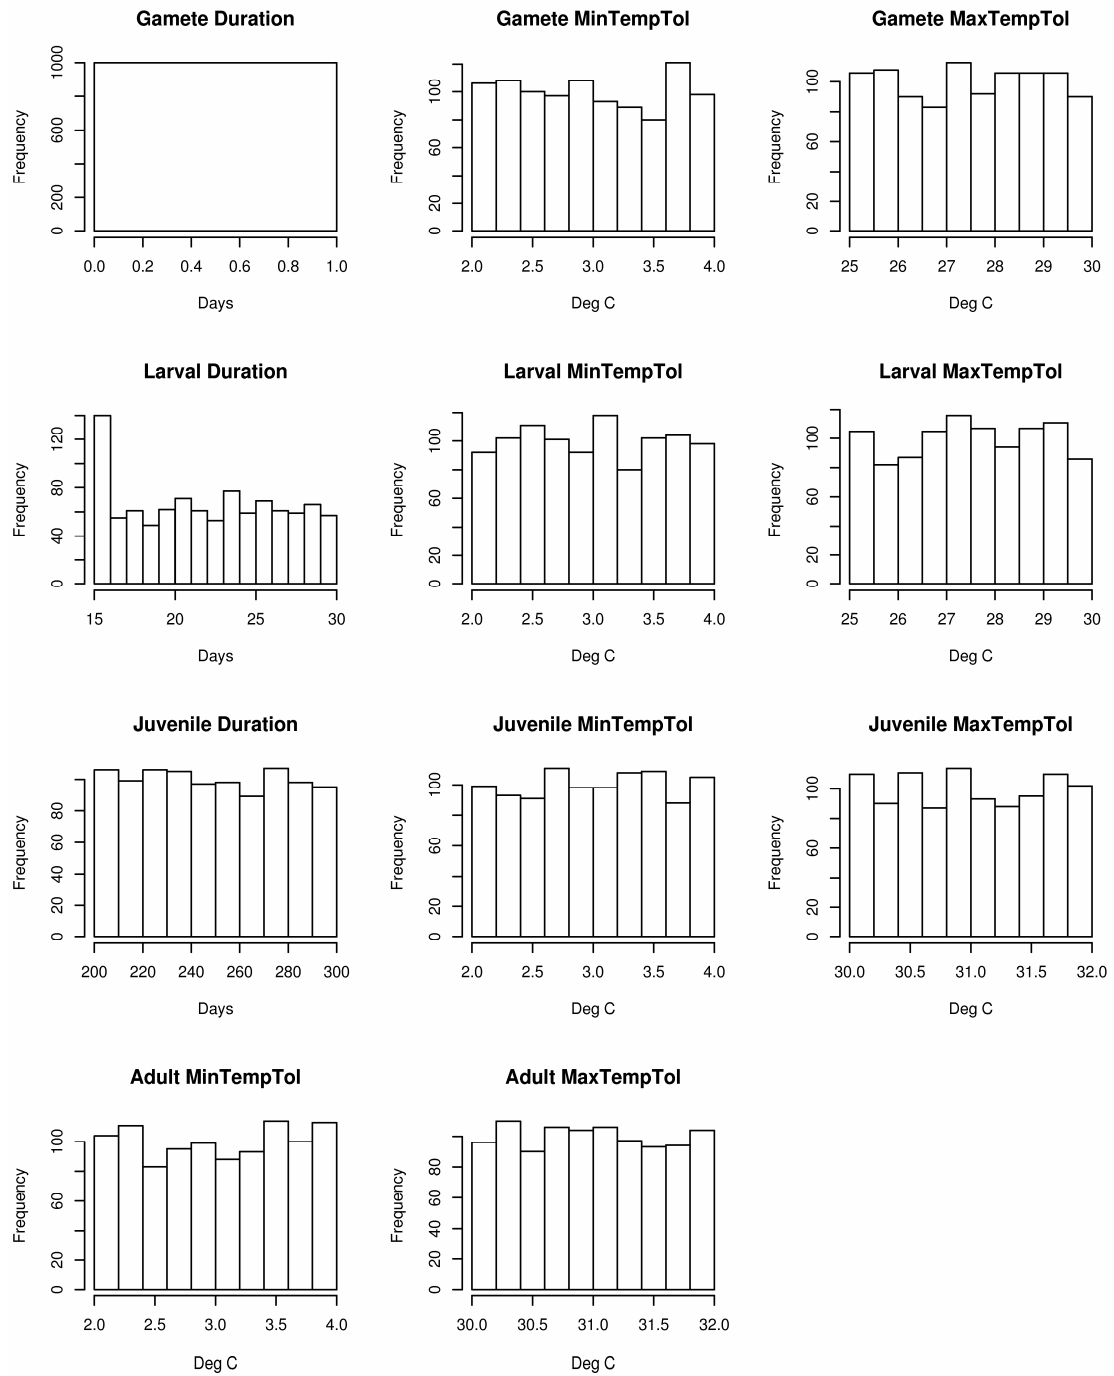 Gamete Duration
Frequency
0 200 600 1000
0.0 0.2 0.4 0.6 0.8 1.0
Days
Gamete MinTempTol
Frequency
0 20 60 100
2.0 2.5 3.0 3.5 4.0
Deg C
Gamete MaxTempTol
Frequency
0 20 60 100
25 26 27 28 29 30
Deg C
Larval Duration
Frequency
0 40 80 120
15 20 25 30
Days
Larval MinTempTol
Frequency
0 20 60 100
2.0 2.5 3.0 3.5 4.0
Deg C
Larval MaxTempTol
Frequency
0 20 60 100
25 26 27 28 29 30
Deg C
Juvenile Duration
Frequency
0 20 40 60 80
200 220 240 260 280 300
Days
Juvenile MinTempTol
Frequency
0 20 60 100
2.0 2.5 3.0 3.5 4.0
Deg C
Juvenile MaxTempTol
Frequency
0 20 60 100
30.0 30.5 31.0 31.5 32.0
Deg C
Adult MinTempTol
Frequency
0 20 60 100
2.0 2.5 3.0 3.5 4.0
Deg C
Adult MaxTempTol
Frequency
0 20 40 60 80
30.0 30.5 31.0 31.5 32.0
Deg C